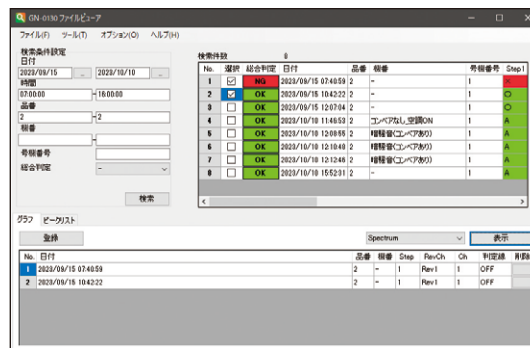 GN-0130 ファイルビューア
ファイル(F) ツール(T) オプション(O) ヘルプ(H)
検索条件設定
日付
2023/09/15 .. 2023/10/10 ..
時間
07:00:00 - 16:00:00
品番
2 - 2
機番
-
号機番号
総合判定 -
検索
検索件数 8
No. 選択 総合判定 日付 品番 機番 号機番号 Step1
1 NG 2023/09/15 07:40:59 2 - 1 ×
2 OK 2023/09/15 10:42:22 2 - 1 〇
3 OK 2023/09/15 12:07:04 2 - 1 〇
4 OK 2023/10/10 11:46:53 2 コンベアなし_空調ON 1 A
5 OK 2023/10/10 12:08:55 2 暗騒音(コンベアあり) 1 A
6 OK 2023/10/10 12:10:48 2 暗騒音(コンベアあり) 1 A
7 OK 2023/10/10 12:12:46 2 暗騒音(コンベアあり) 1 A
8 OK 2023/10/10 15:52:31 2 - 1 A
グラフ ピークリスト
登録 Spectrum 表示
No. 日付 品番 機番 Step RevCh Ch 判定線 削除
1 2023/09/15 07:40:59 2 - 1 Rev1 1 OFF
2 2023/09/15 10:42:22 2 - 1 Rev1 1 OFF